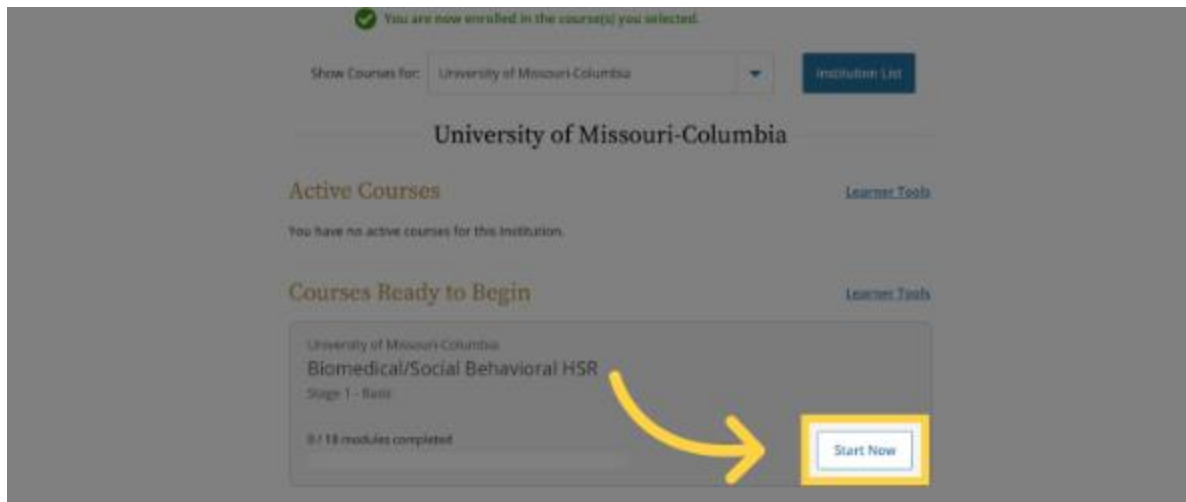 You are now enrolled in the course(s) you selected.
Show Courses for: University of Missouri-Columbia Institution List
University of Missouri-Columbia
Active Courses Learner Tools
You have no active courses for this Institution.
Courses Ready to Begin Learner Tools
University of Missouri-Columbia
Biomedical/Social Behavioral HSR
Stage 1 - Basic
0 / 18 modules completed
Start Now